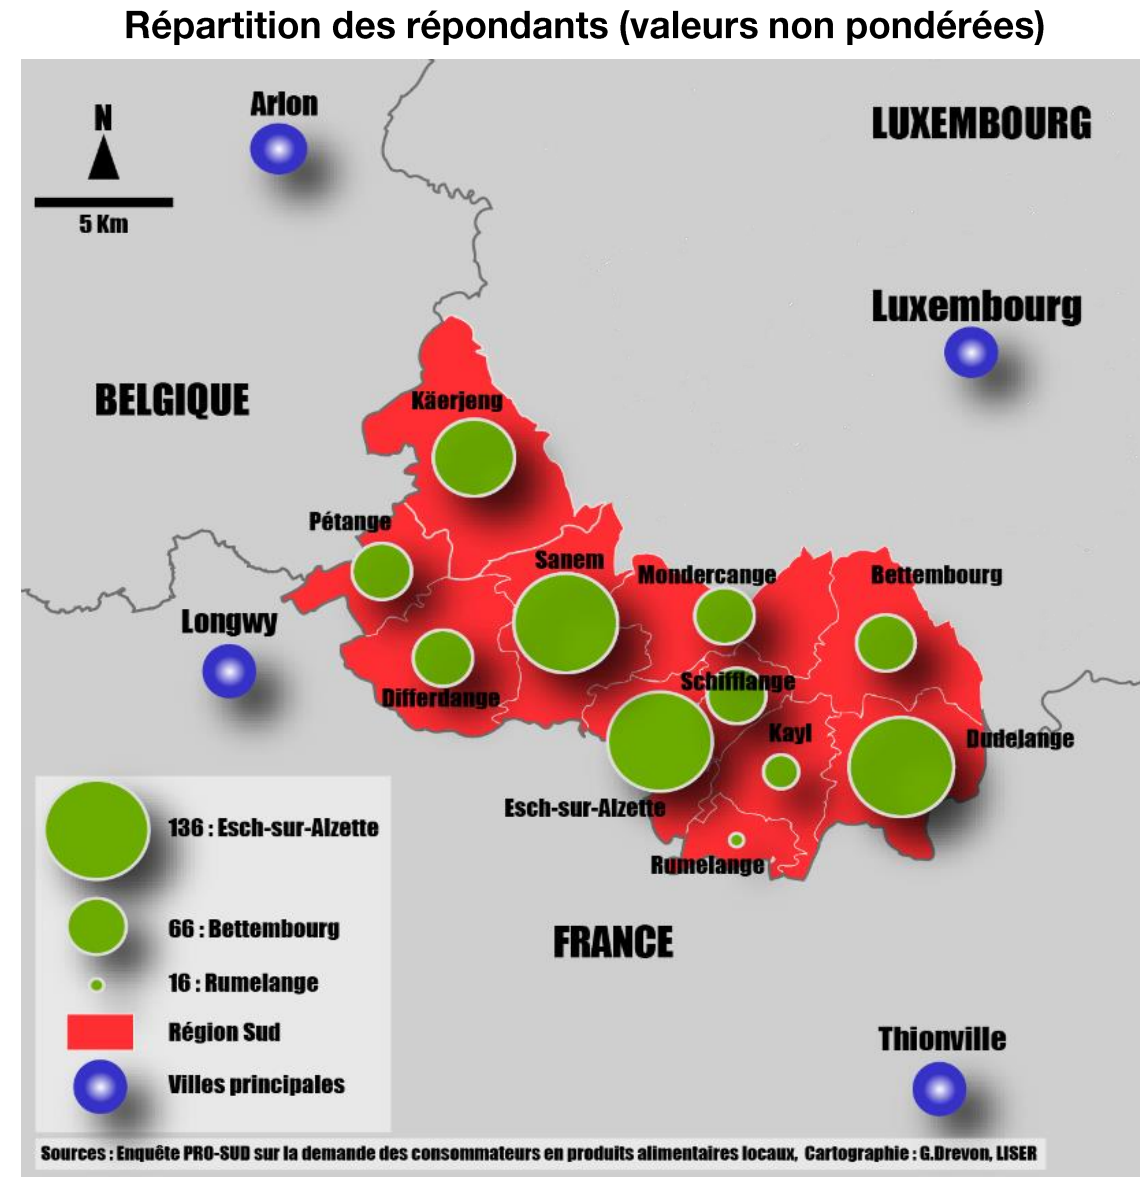 Répartition des répondants (valeurs non pondérées)
Arlon
N
LUXEMBOURG
5 Km
Luxembourg
BELGIQUE
Käerjeng
Pétange
Sanem
Mondercange
Bettembourg
Longwy
Schifflange
Differdange
Kayl
Dudelange
Esch-sur-Alzette
Rumelange
136 : Esch-sur-Alzette
66 : Bettembourg
FRANCE
16 : Rumelange
Région Sud
Thionville
Villes principales
Sources : Enquête PRO-SUD sur la demande des consommateurs en produits alimentaires locaux, Cartographie : G.Drevon, LISER